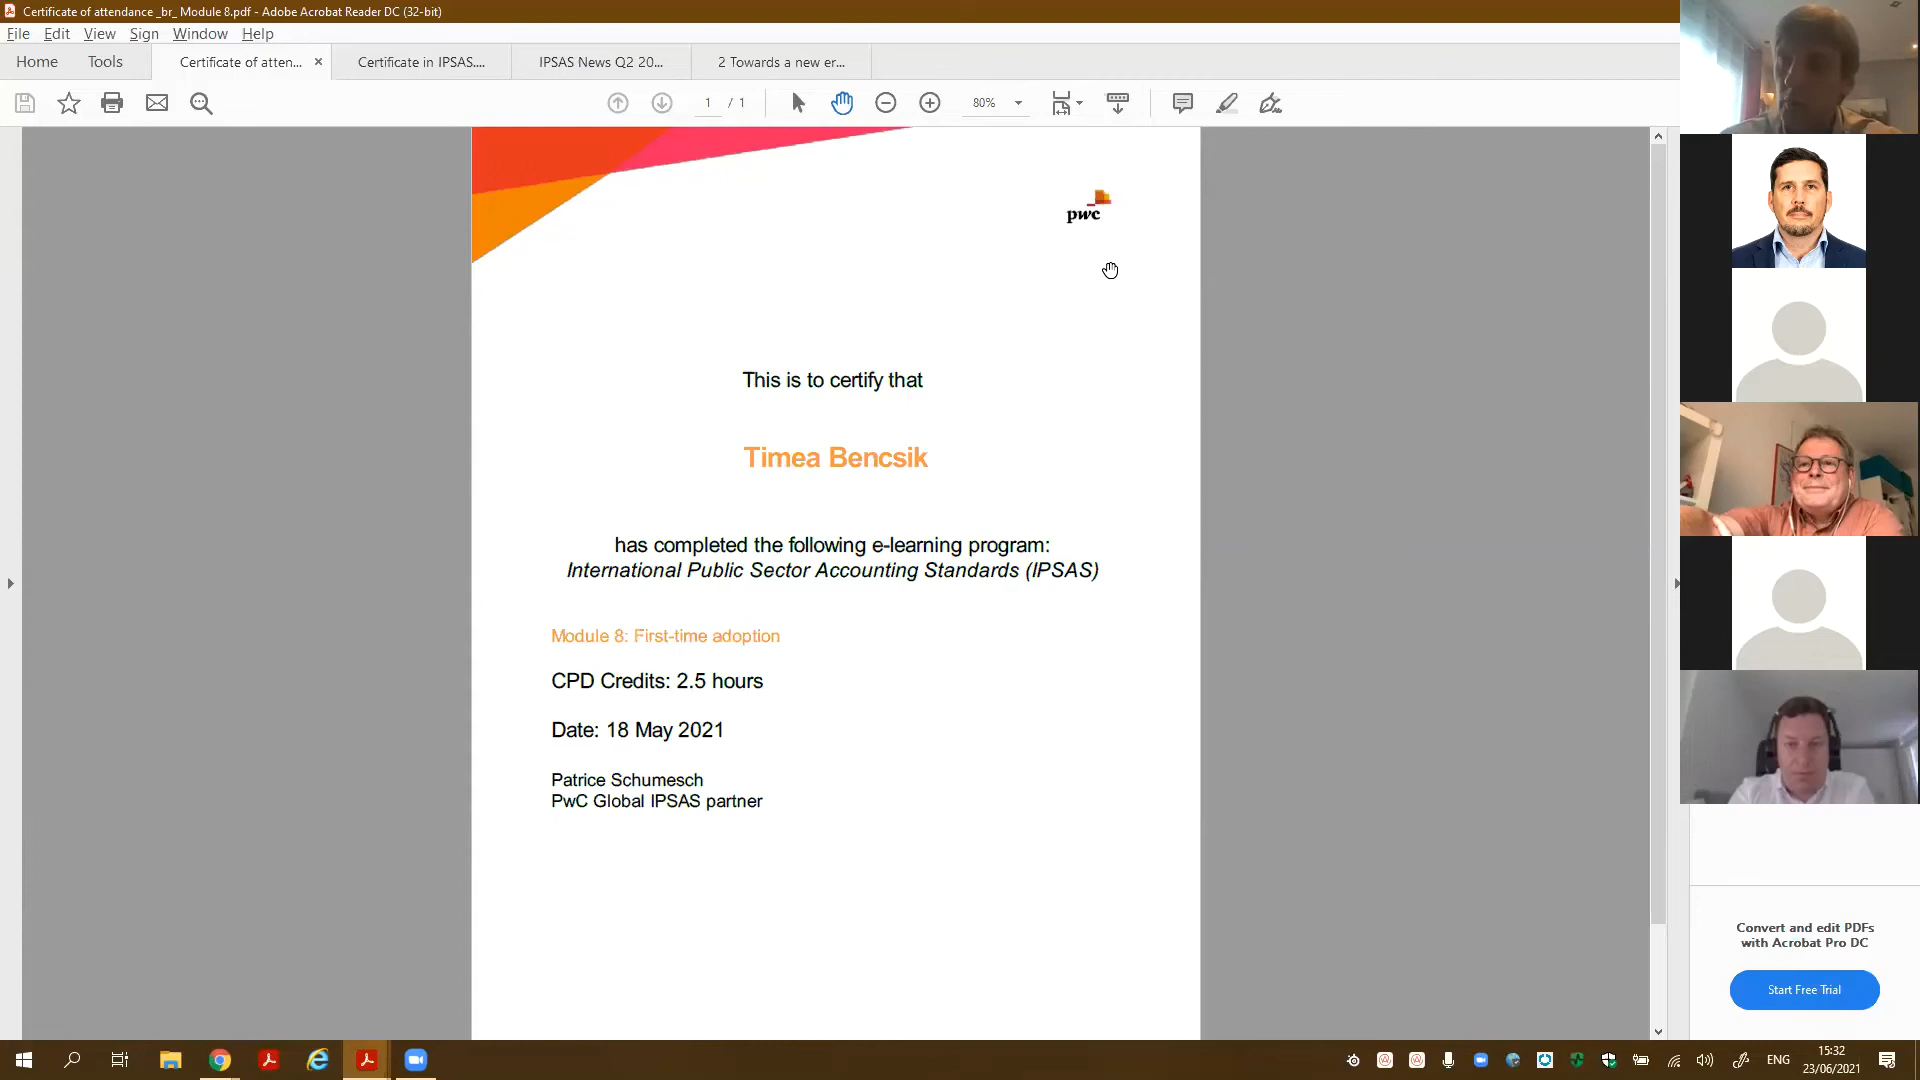 Certificate of attendance _br_ Module 8.pdf - Adobe Acrobat Reader DC (32-bit)
File Edit View Sign Window Help
Home Tools Certificate of atten... × Certificate in IPSAS.... IPSAS News Q2 20... 2 Towards a new er...
1 / 1 80%
pwc
This is to certify that
Timea Bencsik
has completed the following e-learning program:
International Public Sector Accounting Standards (IPSAS)
Module 8: First-time adoption
CPD Credits: 2.5 hours
Date: 18 May 2021
Patrice Schumesch
PwC Global IPSAS partner
Convert and edit PDFs
with Acrobat Pro DC
Start Free Trial
ENG
15:32
23/06/2021